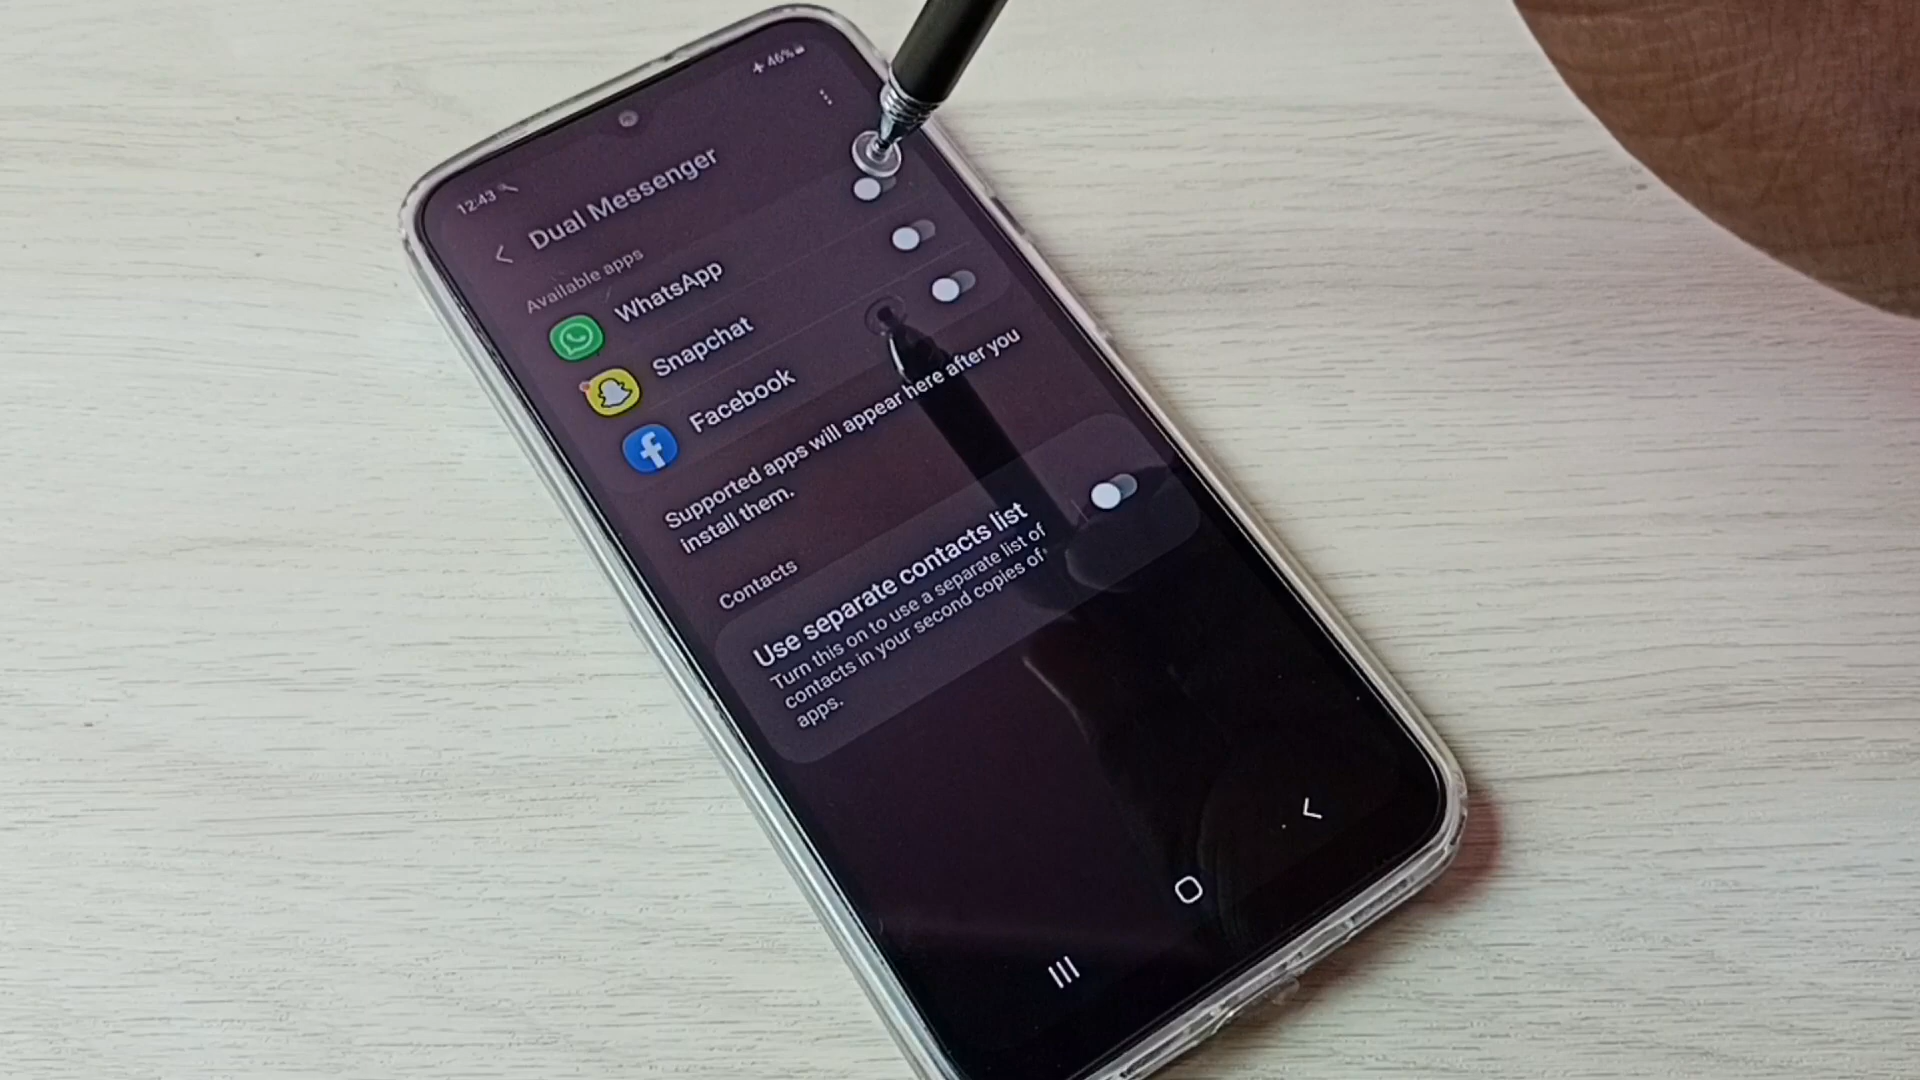 12:43
46%
Dual Messenger
Available apps
WhatsApp
Snapchat
Facebook
Supported apps will appear here after you
install them.
Contacts
Use separate contacts list
Turn this on to use a separate list of
contacts in your second copies of
apps.